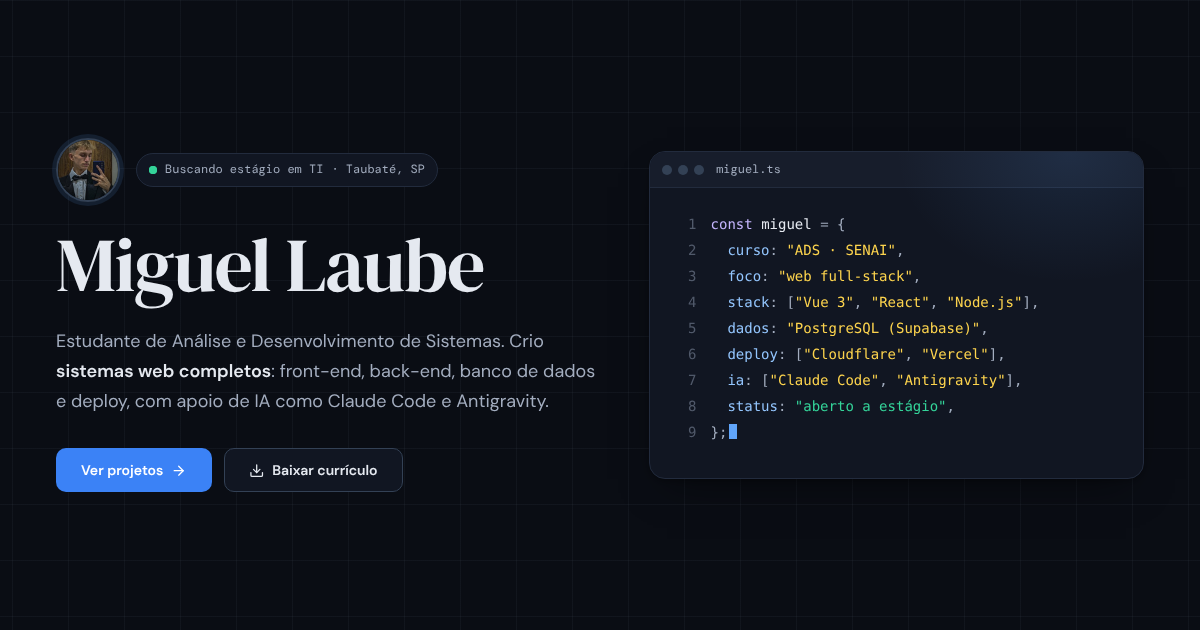 Buscando estágio em TI · Taubaté, SP
Miguel Laube
Estudante de Análise e Desenvolvimento de Sistemas. Crio
sistemas web completos: front-end, back-end, banco de dados
e deploy, com apoio de IA como Claude Code e Antigravity.
Ver projetos →
Baixar currículo
miguel.ts
1 const miguel = {
2 curso: "ADS · SENAI",
3 foco: "web full-stack",
4 stack: ["Vue 3", "React", "Node.js"],
5 dados: "PostgreSQL (Supabase)",
6 deploy: ["Cloudflare", "Vercel"],
7 ia: ["Claude Code", "Antigravity"],
8 status: "aberto a estágio",
9 };